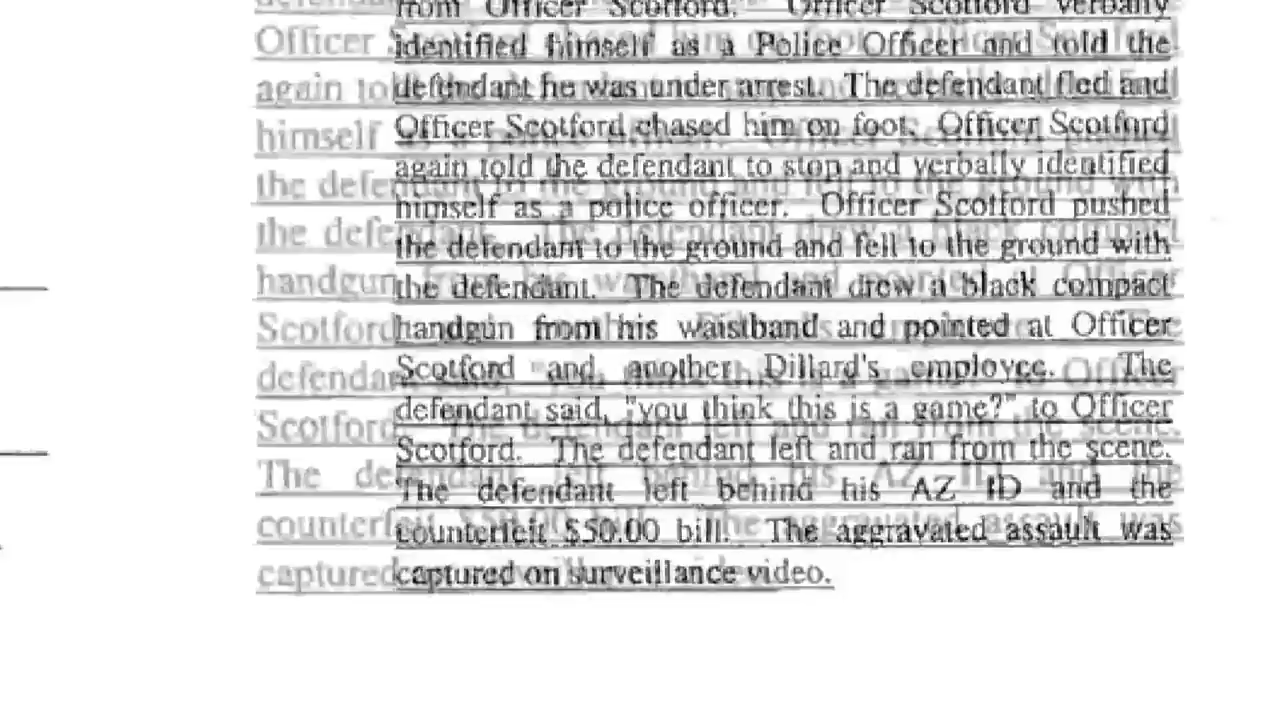 from Officer Scotford. Officer Scotford verbally
identified himself as a Police Officer and told the
defendant he was under arrest. The defendant fled and
Officer Scotford chased him on foot. Officer Scotford
again told the defendant to stop and verbally identified
himself as a police officer. Officer Scotford pushed
the defendant to the ground and fell to the ground with
the defendant. The defendant drew a black compact
handgun from his waistband and pointed at Officer
Scotford and another Dillard's employee. The
defendant said, "you think this is a game?" to Officer
Scotford. The defendant left and ran from the scene.
The defendant left behind his AZ ID and the
counterfeit $50.00 bill. The aggravated assault was
captured on surveillance video.